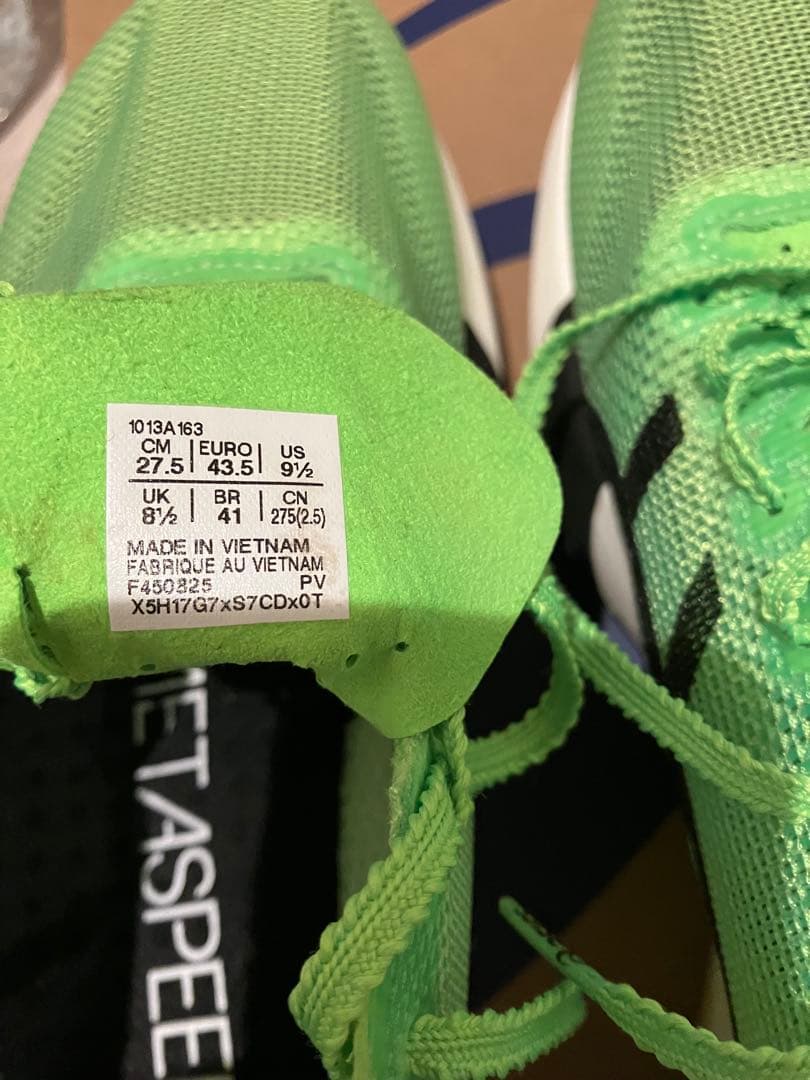 1013A163
CM | EURO | US
27.5 | 43.5 | 9½
UK | BR | CN
8½ | 41 | 275(2.5)
MADE IN VIETNAM
FABRIQUE AU VIETNAM
F450825 PV
X5H17G7xS7CDx0T
METASPEE